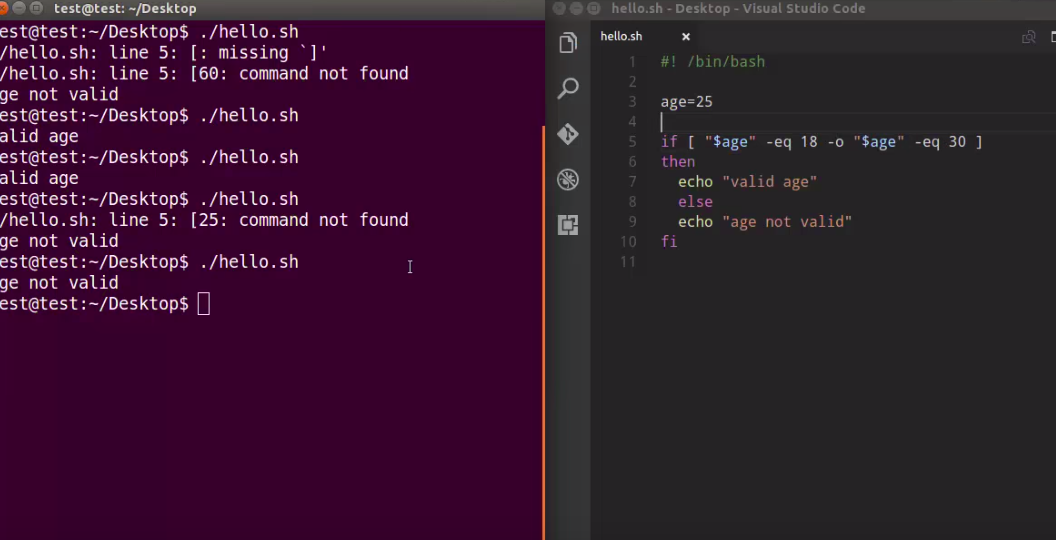 test@test: ~/Desktop
est@test:~/Desktop$ ./hello.sh
/hello.sh: line 5: [: missing `]'
/hello.sh: line 5: [60: command not found
ge not valid
est@test:~/Desktop$ ./hello.sh
alid age
est@test:~/Desktop$ ./hello.sh
alid age
est@test:~/Desktop$ ./hello.sh
/hello.sh: line 5: [25: command not found
ge not valid
est@test:~/Desktop$ ./hello.sh
ge not valid
est@test:~/Desktop$
hello.sh - Desktop - Visual Studio Code
hello.sh
1 #! /bin/bash
2
3 age=25
4
5 if [ "$age" -eq 18 -o "$age" -eq 30 ]
6 then
7 echo "valid age"
8 else
9 echo "age not valid"
10 fi
11